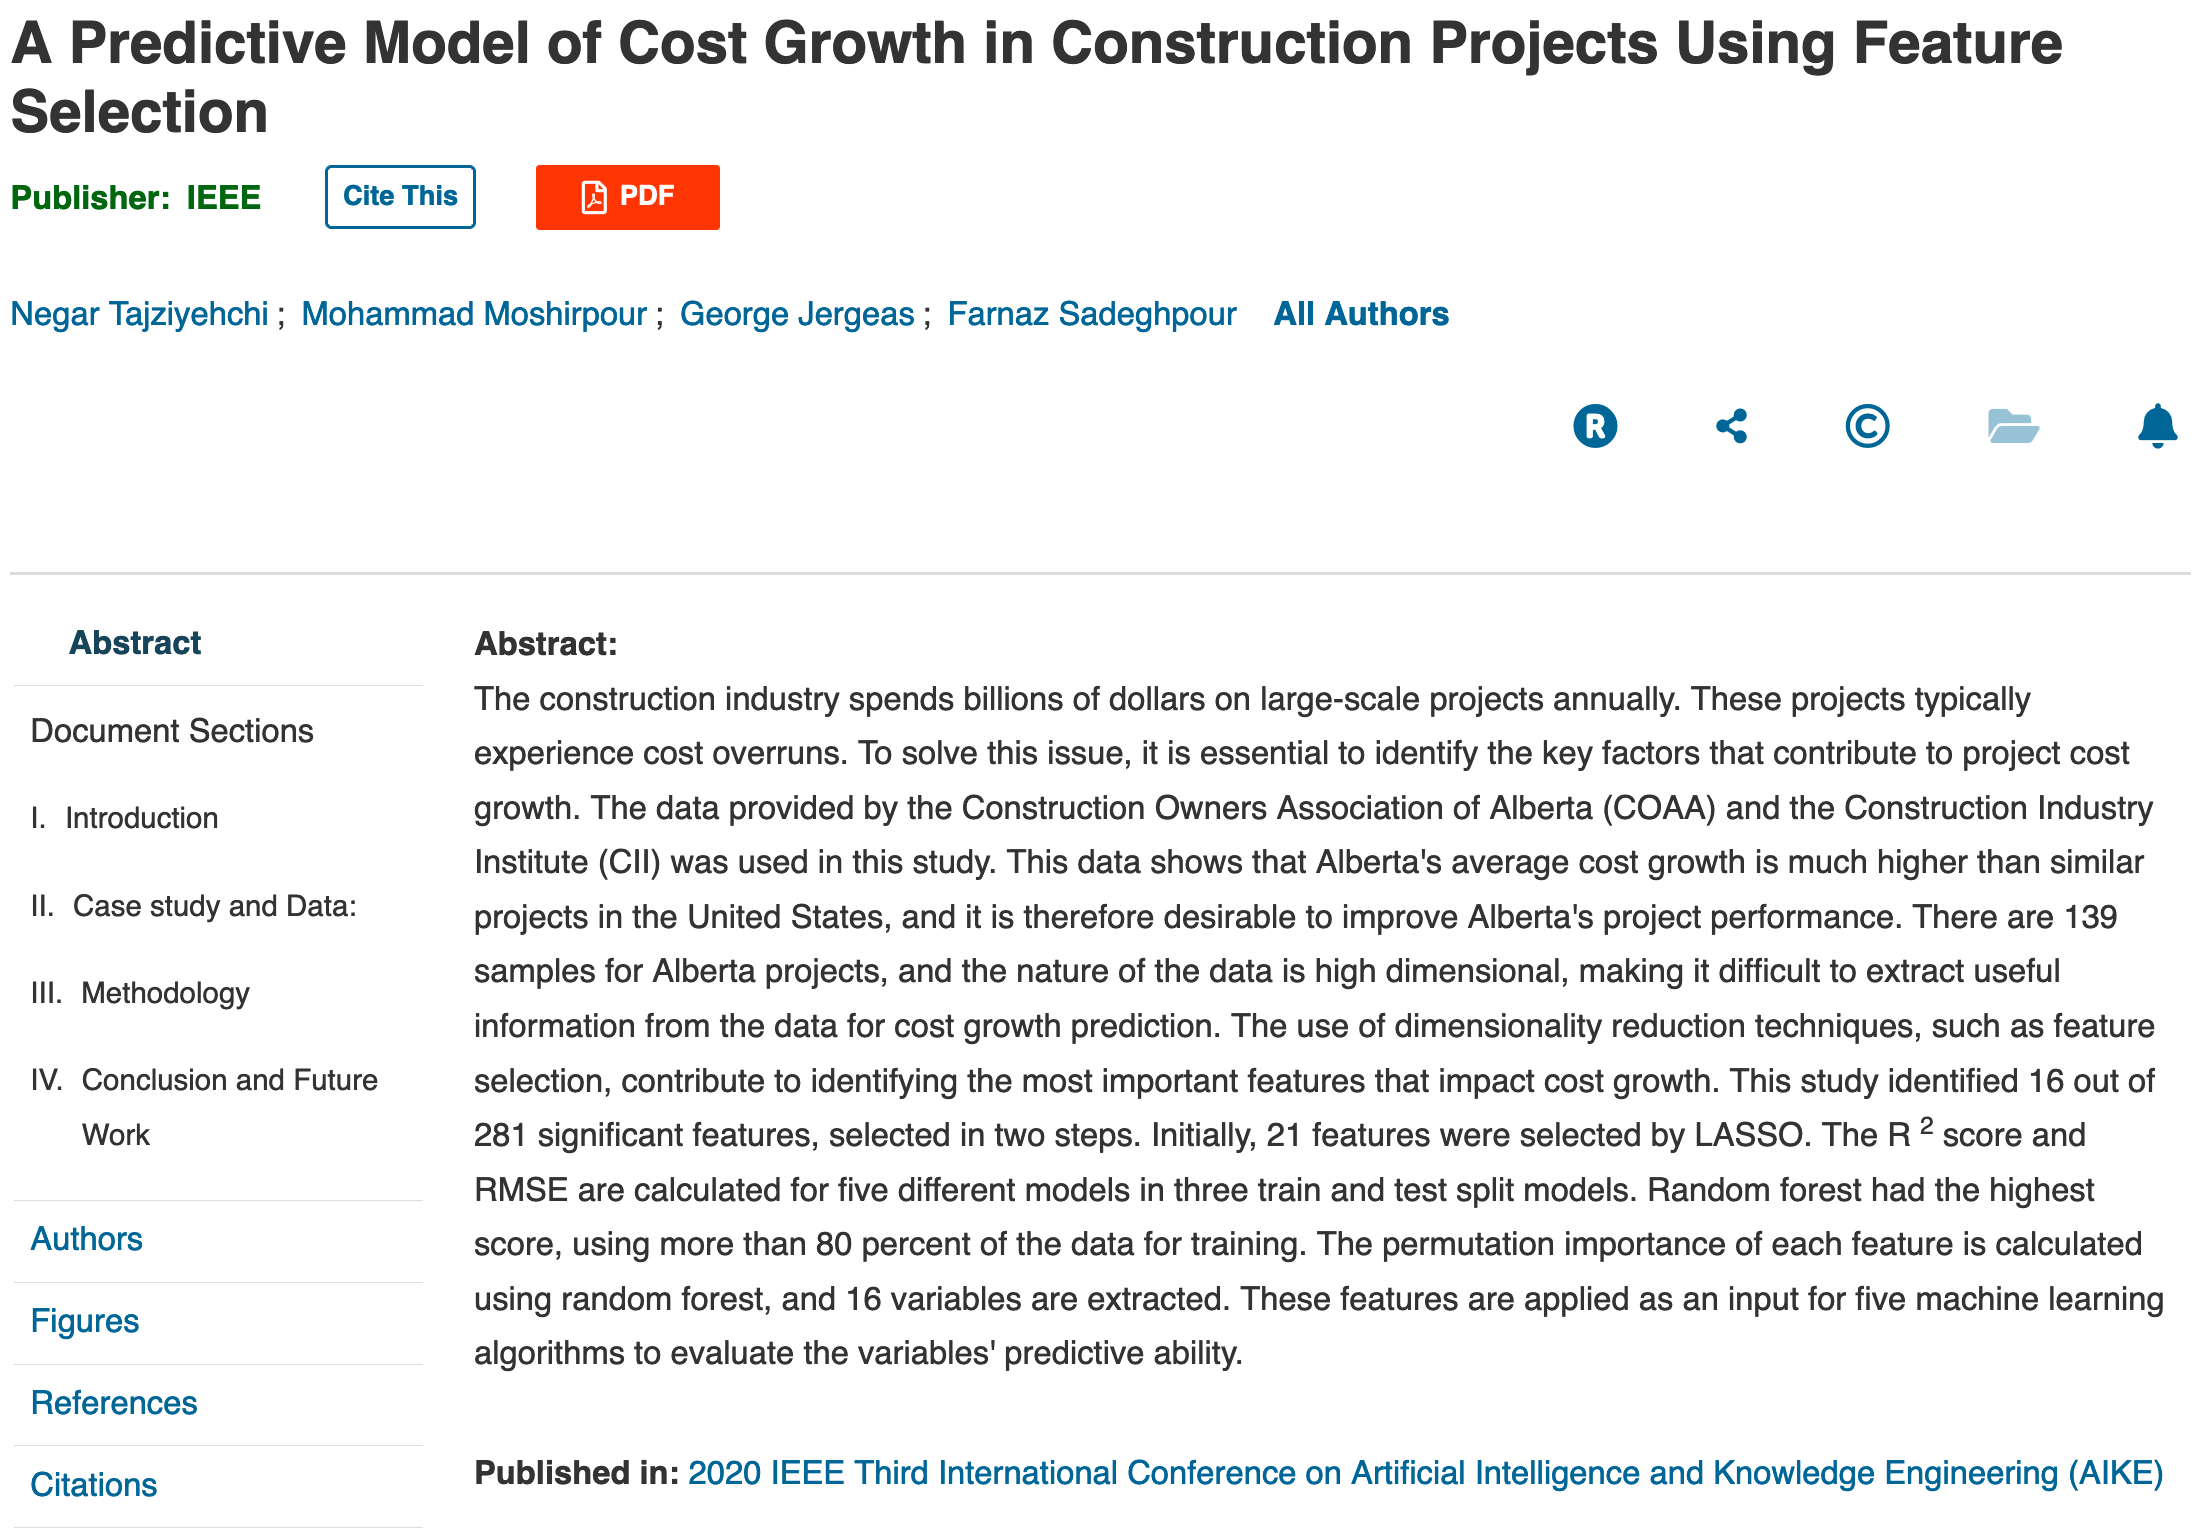 A Predictive Model of Cost Growth in Construction Projects Using Feature
Selection
Publisher: IEEE
Cite This
PDF
Negar Tajziyehchi ; Mohammad Moshirpour ; George Jergeas ; Farnaz Sadeghpour All Authors
R
©
Abstract
Document Sections
I. Introduction
II. Case study and Data:
III. Methodology
IV. Conclusion and Future
Work
Authors
Figures
References
Citations
Abstract:
The construction industry spends billions of dollars on large-scale projects annually. These projects typically
experience cost overruns. To solve this issue, it is essential to identify the key factors that contribute to project cost
growth. The data provided by the Construction Owners Association of Alberta (COAA) and the Construction Industry
Institute (CII) was used in this study. This data shows that Alberta's average cost growth is much higher than similar
projects in the United States, and it is therefore desirable to improve Alberta's project performance. There are 139
samples for Alberta projects, and the nature of the data is high dimensional, making it difficult to extract useful
information from the data for cost growth prediction. The use of dimensionality reduction techniques, such as feature
selection, contribute to identifying the most important features that impact cost growth. This study identified 16 out of
281 significant features, selected in two steps. Initially, 21 features were selected by LASSO. The R ² score and
RMSE are calculated for five different models in three train and test split models. Random forest had the highest
score, using more than 80 percent of the data for training. The permutation importance of each feature is calculated
using random forest, and 16 variables are extracted. These features are applied as an input for five machine learning
algorithms to evaluate the variables' predictive ability.
Published in: 2020 IEEE Third International Conference on Artificial Intelligence and Knowledge Engineering (AIKE)